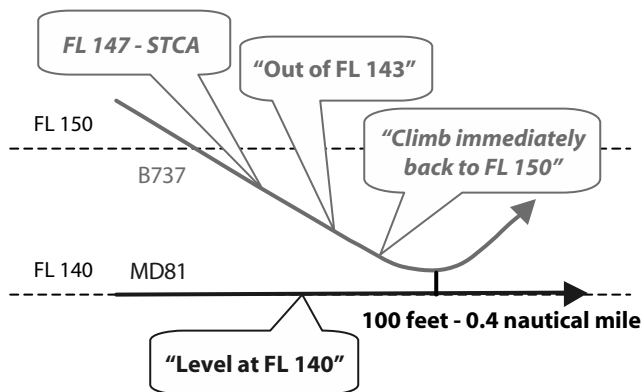 FL 147 - STCA
“Out of FL 143”
“Climb immediately
back to FL 150”
FL 150
B737
FL 140
MD81
100 feet - 0.4 nautical mile
“Level at FL 140”